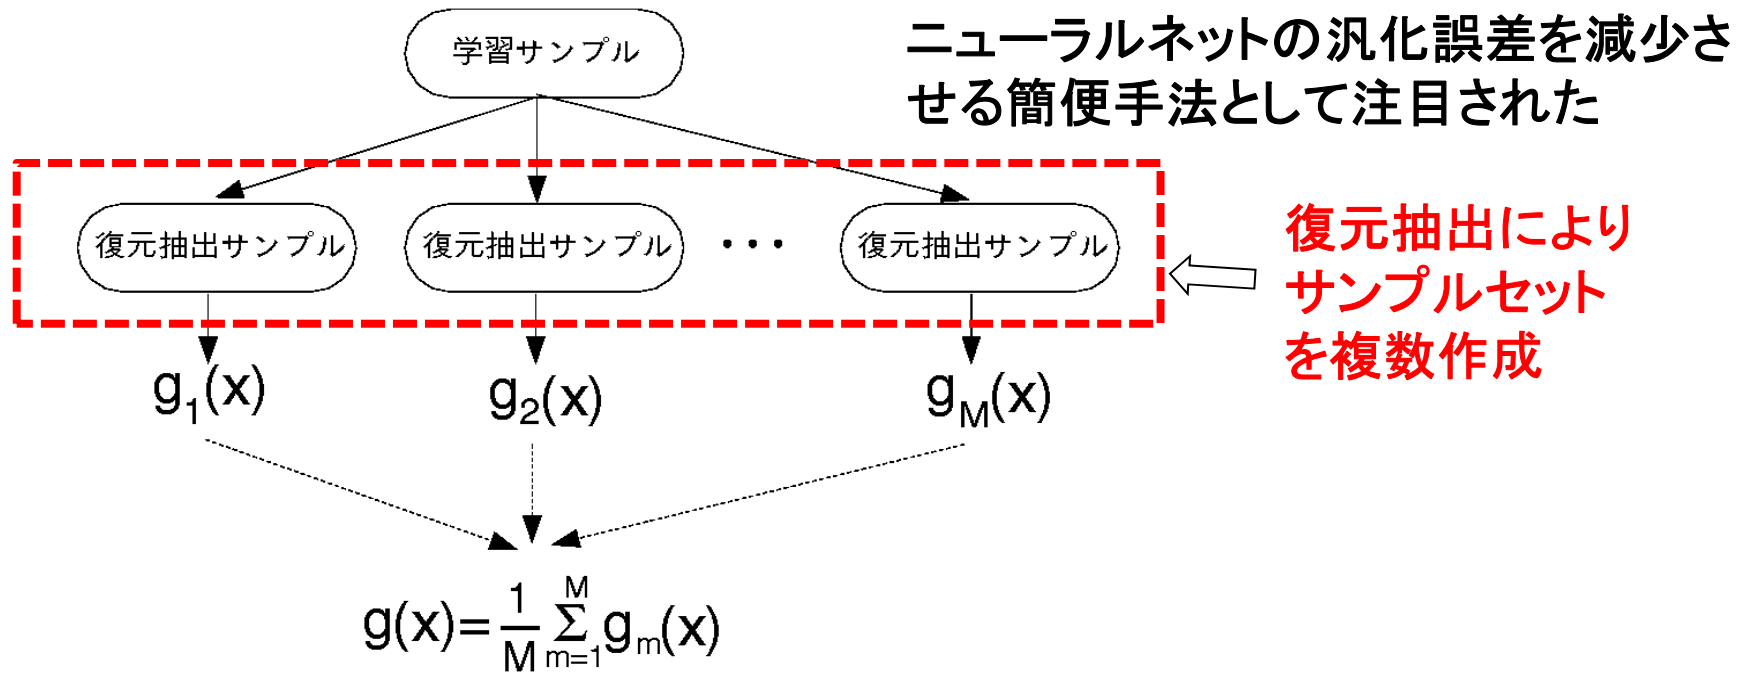 学習サンプル
ニューラルネットの汎化誤差を減少さ
せる簡便手法として注目された
復元抽出サンプル
復元抽出サンプル
・・・
復元抽出サンプル
復元抽出により
サンプルセット
を複数作成
g₁(x)
g₂(x)
g_M(x)
g(x)=\frac{1}{M}\sum_{m=1}^{M}g_m(x)